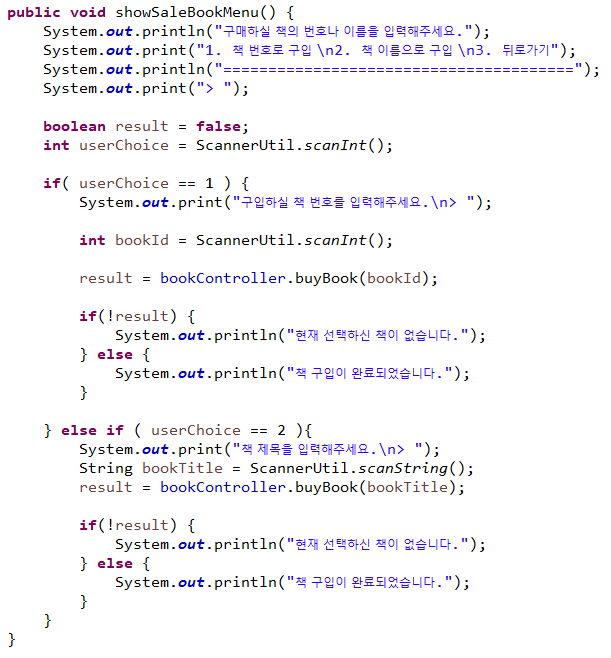 public void showSaleBookMenu() {
    System.out.println("구매하실 책의 번호나 이름을 입력해주세요.");
    System.out.print("1. 책 번호로 구입 \n2. 책 이름으로 구입 \n3. 뒤로가기");
    System.out.println("=======================================");
    System.out.print("> ");

    boolean result = false;
    int userChoice = ScannerUtil.scanInt();

    if( userChoice == 1 ) {
        System.out.print("구입하실 책 번호를 입력해주세요.\n> ");

        int bookId = ScannerUtil.scanInt();

        result = bookController.buyBook(bookId);

        if(!result) {
            System.out.println("현재 선택하신 책이 없습니다.");
        } else {
            System.out.println("책 구입이 완료되었습니다.");
        }

    } else if ( userChoice == 2 ){
        System.out.print("책 제목을 입력해주세요.\n> ");
        String bookTitle = ScannerUtil.scanString();
        result = bookController.buyBook(bookTitle);

        if(!result) {
            System.out.println("현재 선택하신 책이 없습니다.");
        } else {
            System.out.println("책 구입이 완료되었습니다.");
        }
    }
}